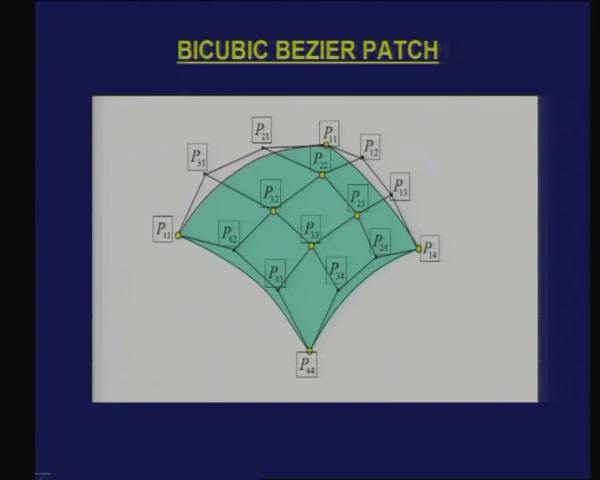 BICUBIC BEZIER PATCH
P11
P21
P12
P31
P22
P13
P32
P23
P41
P42
P33
P24
P14
P43
P34
P44